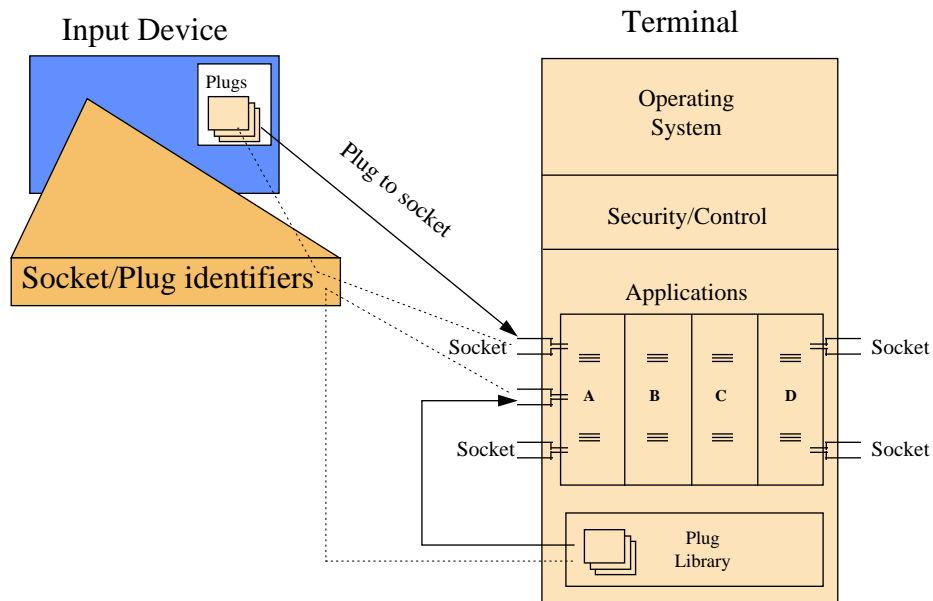 Input Device
Terminal
Plugs
Operating
System
Plug to socket
Security/Control
Socket/Plug identifiers
Applications
Socket
Socket
A
B
C
D
Socket
Socket
Plug
Library